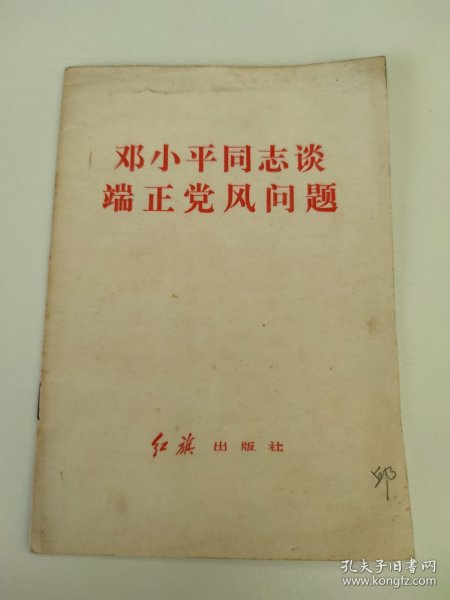 邓小平同志谈
端正党风问题
红旗 出版社
邱
孔夫子旧书网
www.kongfz.com